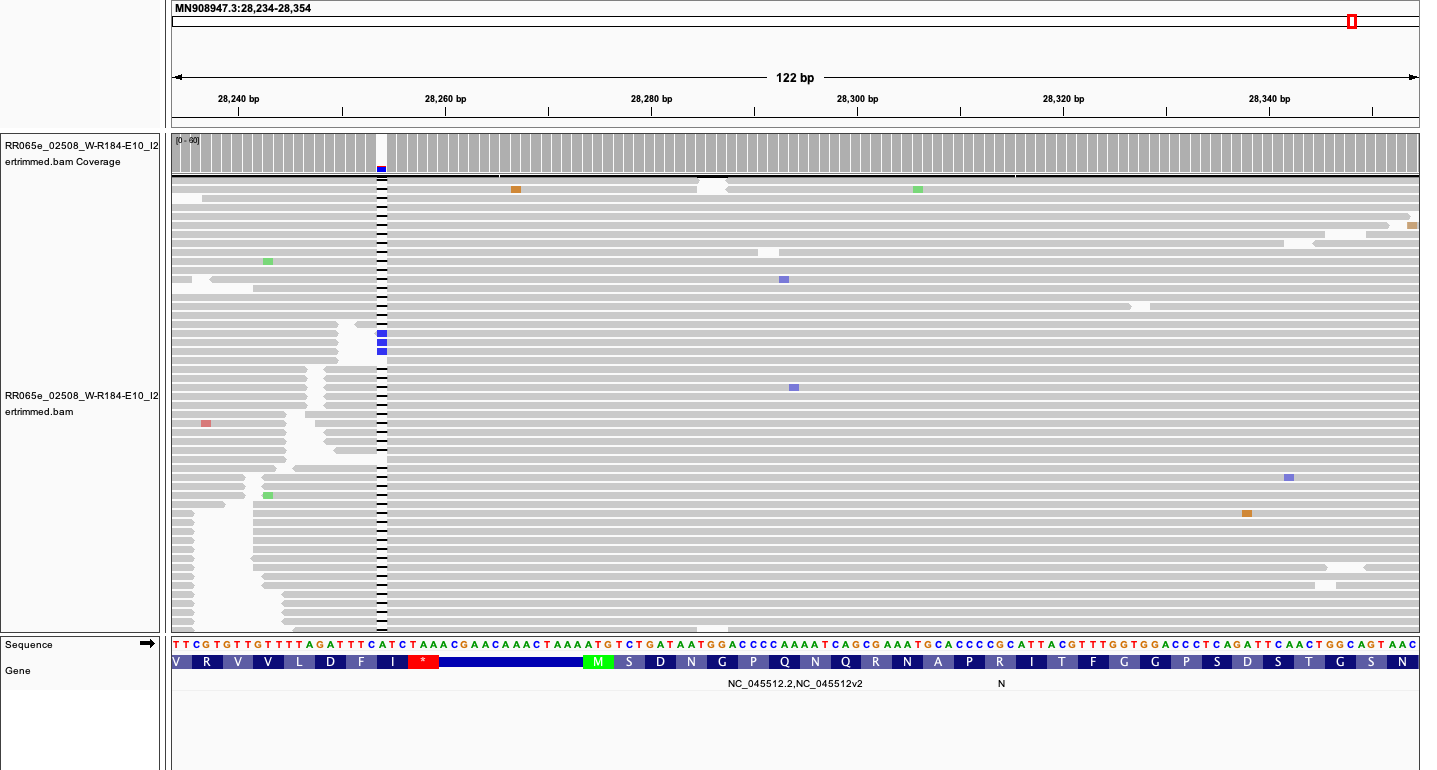 MN908947.3:28,234-28,354
122 bp
28,240 bp 28,260 bp 28,280 bp 28,300 bp 28,320 bp 28,340 bp
RR065e_02508_W-R184-E10_I2
ertrimmed.bam Coverage
[0 - 60]
RR065e_02508_W-R184-E10_I2
ertrimmed.bam
Sequence
TTCGTGTTGTTTTAGATTTCATCTAAACGAACAAACTAAAATGTCTGATAATGGACCCCAAAATCAGCGAAATGCACCCCGCATTACGTTTGGTGGACCCTCAGATTCAACTGGCAGTAAC
Gene
V R V V L D F I * M S D N G P Q N Q R N A P R I T F G G P S D S T G S N
NC_045512.2,NC_045512v2 N